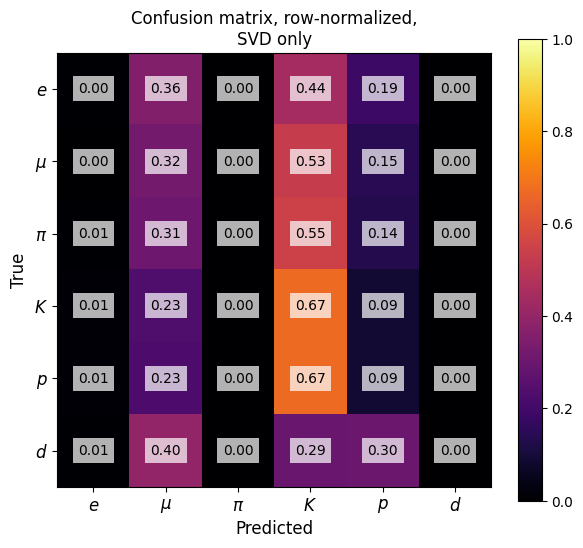 Confusion matrix, row-normalized,
SVD only
e 0.00 0.36 0.00 0.44 0.19 0.00
μ 0.00 0.32 0.00 0.53 0.15 0.00
π 0.01 0.31 0.00 0.55 0.14 0.00
K 0.01 0.23 0.00 0.67 0.09 0.00
p 0.01 0.23 0.00 0.67 0.09 0.00
d 0.01 0.40 0.00 0.29 0.30 0.00
e μ π K p d
True
Predicted
1.0
0.8
0.6
0.4
0.2
0.0